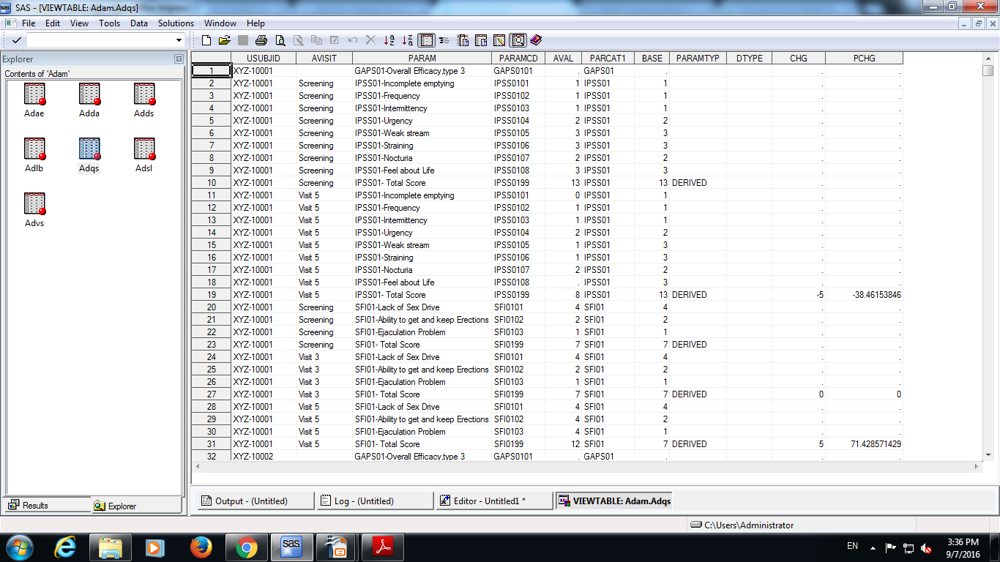 SAS - [VIEWTABLE: Adam.Adqs]
File Edit View Tools Data Solutions Window Help
Explorer
Contents of 'Adam'
Adae Adda Adds
Adlb Adqs Adsl
Advs
Results Explorer
USUBJID AVISIT PARAM PARAMCD AVAL PARCAT1 BASE PARAMTYP DTYPE CHG PCHG
1 XYZ-10001 GAPS01-Overall Efficacy,type 3 GAPS0101 . GAPS01 . . .
2 XYZ-10001 Screening IPSS01-Incomplete emptying IPSS0101 1 IPSS01 1 . .
3 XYZ-10001 Screening IPSS01-Frequency IPSS0102 1 IPSS01 1 . .
4 XYZ-10001 Screening IPSS01-Intermittency IPSS0103 1 IPSS01 1 . .
5 XYZ-10001 Screening IPSS01-Urgency IPSS0104 2 IPSS01 2 . .
6 XYZ-10001 Screening IPSS01-Weak stream IPSS0105 3 IPSS01 3 . .
7 XYZ-10001 Screening IPSS01-Straining IPSS0106 3 IPSS01 3 . .
8 XYZ-10001 Screening IPSS01-Nocturia IPSS0107 2 IPSS01 2 . .
9 XYZ-10001 Screening IPSS01-Feel about Life IPSS0108 3 IPSS01 3 . .
10 XYZ-10001 Screening IPSS01- Total Score IPSS0199 13 IPSS01 13 DERIVED . .
11 XYZ-10001 Visit 5 IPSS01-Incomplete emptying IPSS0101 0 IPSS01 1 . .
12 XYZ-10001 Visit 5 IPSS01-Frequency IPSS0102 1 IPSS01 1 . .
13 XYZ-10001 Visit 5 IPSS01-Intermittency IPSS0103 1 IPSS01 1 . .
14 XYZ-10001 Visit 5 IPSS01-Urgency IPSS0104 2 IPSS01 2 . .
15 XYZ-10001 Visit 5 IPSS01-Weak stream IPSS0105 1 IPSS01 3 . .
16 XYZ-10001 Visit 5 IPSS01-Straining IPSS0106 1 IPSS01 3 . .
17 XYZ-10001 Visit 5 IPSS01-Nocturia IPSS0107 2 IPSS01 2 . .
18 XYZ-10001 Visit 5 IPSS01-Feel about Life IPSS0108 . IPSS01 3 . .
19 XYZ-10001 Visit 5 IPSS01- Total Score IPSS0199 8 IPSS01 13 DERIVED -5 -38.46153846
20 XYZ-10001 Screening SFI01-Lack of Sex Drive SFI0101 4 SFI01 4 . .
21 XYZ-10001 Screening SFI01-Ability to get and keep Erections SFI0102 2 SFI01 2 . .
22 XYZ-10001 Screening SFI01-Ejaculation Problem SFI0103 1 SFI01 1 . .
23 XYZ-10001 Screening SFI01- Total Score SFI0199 7 SFI01 7 DERIVED . .
24 XYZ-10001 Visit 3 SFI01-Lack of Sex Drive SFI0101 4 SFI01 4 . .
25 XYZ-10001 Visit 3 SFI01-Ability to get and keep Erections SFI0102 2 SFI01 2 . .
26 XYZ-10001 Visit 3 SFI01-Ejaculation Problem SFI0103 1 SFI01 1 . .
27 XYZ-10001 Visit 3 SFI01- Total Score SFI0199 7 SFI01 7 DERIVED 0 0
28 XYZ-10001 Visit 5 SFI01-Lack of Sex Drive SFI0101 4 SFI01 4 . .
29 XYZ-10001 Visit 5 SFI01-Ability to get and keep Erections SFI0102 4 SFI01 2 . .
30 XYZ-10001 Visit 5 SFI01-Ejaculation Problem SFI0103 4 SFI01 1 . .
31 XYZ-10001 Visit 5 SFI01- Total Score SFI0199 12 SFI01 7 DERIVED 5 71.428571429
32 XYZ-10002 GAPS01-Overall Efficacy,type 3 GAPS0101 . GAPS01 . . .
Output - (Untitled) Log - (Untitled) Editor - Untitled1 * VIEWTABLE: Adam.Adqs
C:\Users\Administrator
sas
EN
3:36 PM
9/7/2016